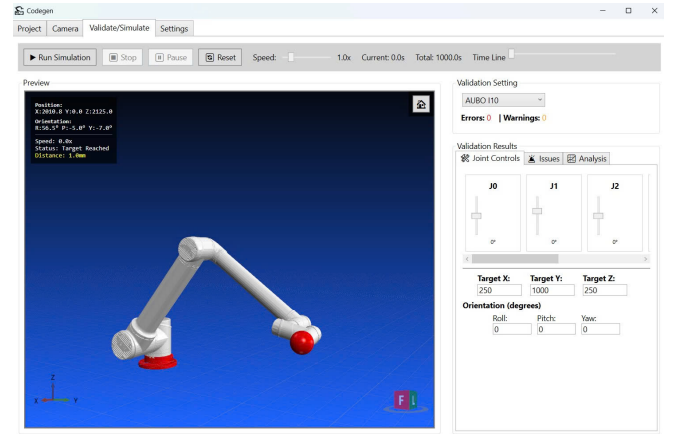 Codegen
Project Camera Validate/Simulate Settings
Run Simulation Stop Pause Reset Speed: 1.0x Current: 0.0s Total: 1000.0s Time Line
Preview
Position:
X:2010.8 Y:0.0 Z:2125.0
Orientation:
R:56.5° P:-5.0° Y:-7.0°
Speed: 0.0x
Status: Target Reached
Distance: 1.0mm
Z
X Y
F L
Validation Setting
AUBO I10
Errors: 0 | Warnings: 0
Validation Results
Joint Controls Issues Analysis
J0 J1 J2
0° 0° 0°
Target X: Target Y: Target Z:
250 1000 250
Orientation (degrees)
Roll: Pitch: Yaw:
0 0 0